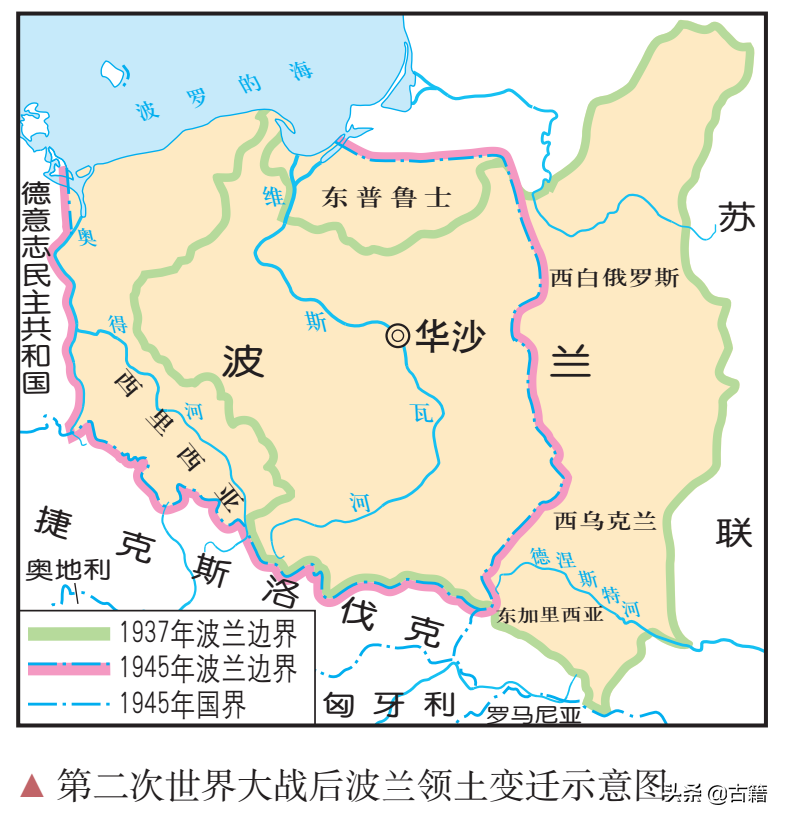 波罗的海
德意志民主共和国
奥得河
维斯瓦河
东普鲁士
苏联
西白俄罗斯
华沙
波兰
西里西亚
西乌克兰
捷克斯洛伐克
奥地利
德涅斯特河
东加里西亚
匈牙利
罗马尼亚
1937年波兰边界
1945年波兰边界
1945年国界
▲ 第二次世界大战后波兰领土变迁示意图
头条 @古籍